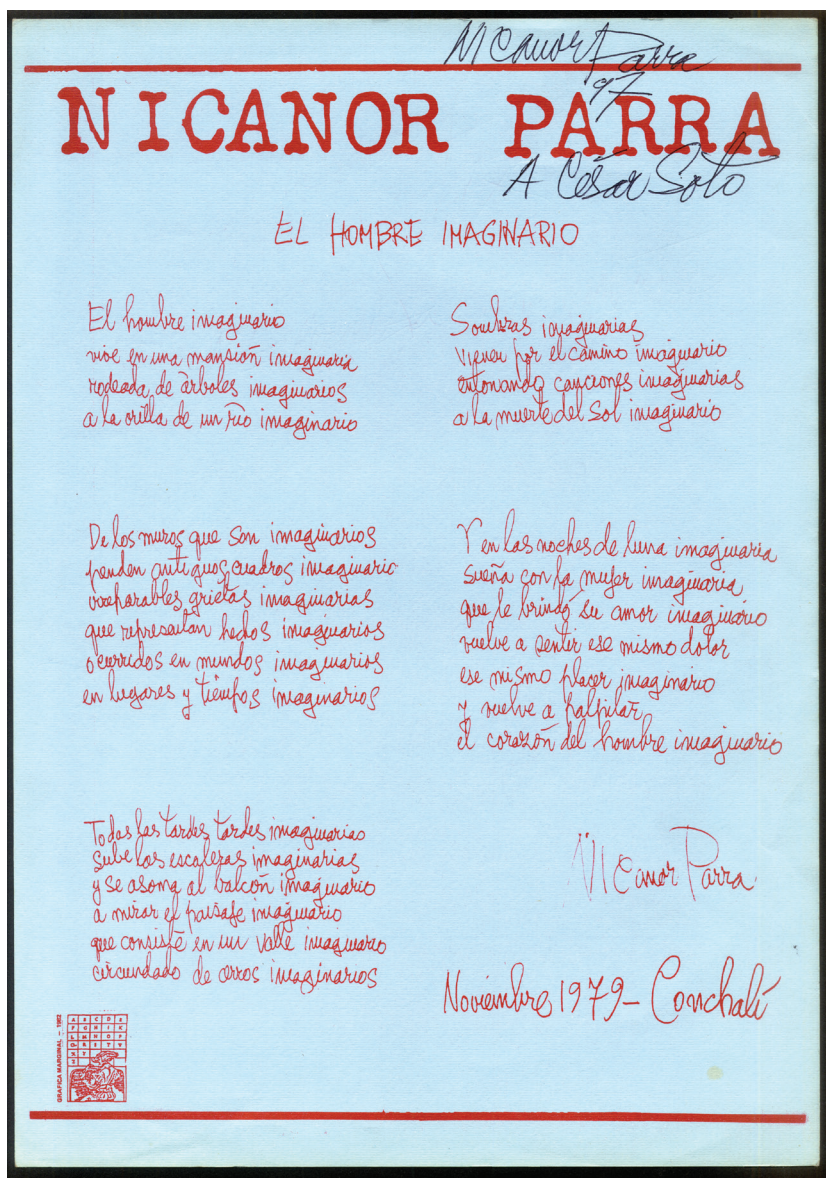 Nicanor Parra
97
NICANOR PARRA
A César Soto
EL HOMBRE IMAGINARIO
El hombre imaginario
vive en una mansión imaginaria
rodeada de árboles imaginarios
a la orilla de un río imaginario
De los muros que son imaginarios
penden antiguos cuadros imaginario
irreparables grietas imaginarias
que representan hechos imaginarios
ocurridos en mundos imaginarios
en lugares y tiempos imaginarios
Todas las tardes tardes imaginarias
sube las escaleras imaginarias
y se asoma al balcón imaginario
a mirar el paisaje imaginario
que consiste en un valle imaginario
circundado de cerros imaginarios
Sombras imaginarias
vienen por el camino imaginario
entonando canciones imaginarias
a la muerte del Sol imaginario
Y en las noches de luna imaginaria
sueña con la mujer imaginaria
que le brindó su amor imaginario
vuelve a sentir ese mismo dolor
ese mismo placer imaginario
y vuelve a palpitar
el corazón del hombre imaginario
Nicanor Parra
Noviembre 1979 - Conchalí
GRAFICA MARGINAL - 1982